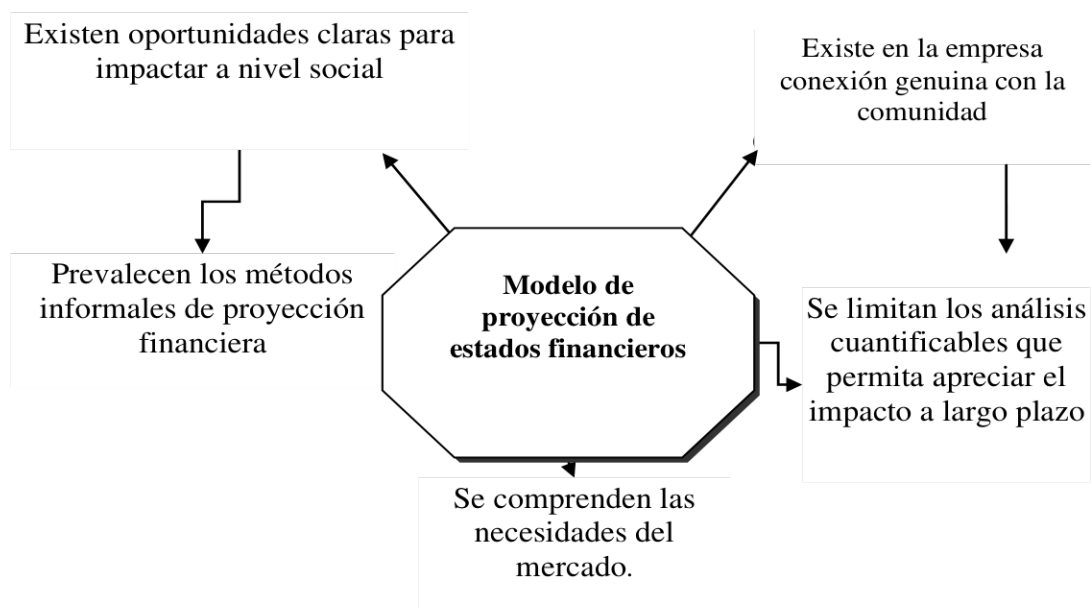 Existen oportunidades claras para
impactar a nivel social
Existe en la empresa
conexión genuina con la
comunidad
Prevalecen los métodos
informales de proyección
financiera
Modelo de
proyección de
estados financieros
Se limitan los análisis
cuantificables que
permita apreciar el
impacto a largo plazo
Se comprenden las
necesidades del
mercado.